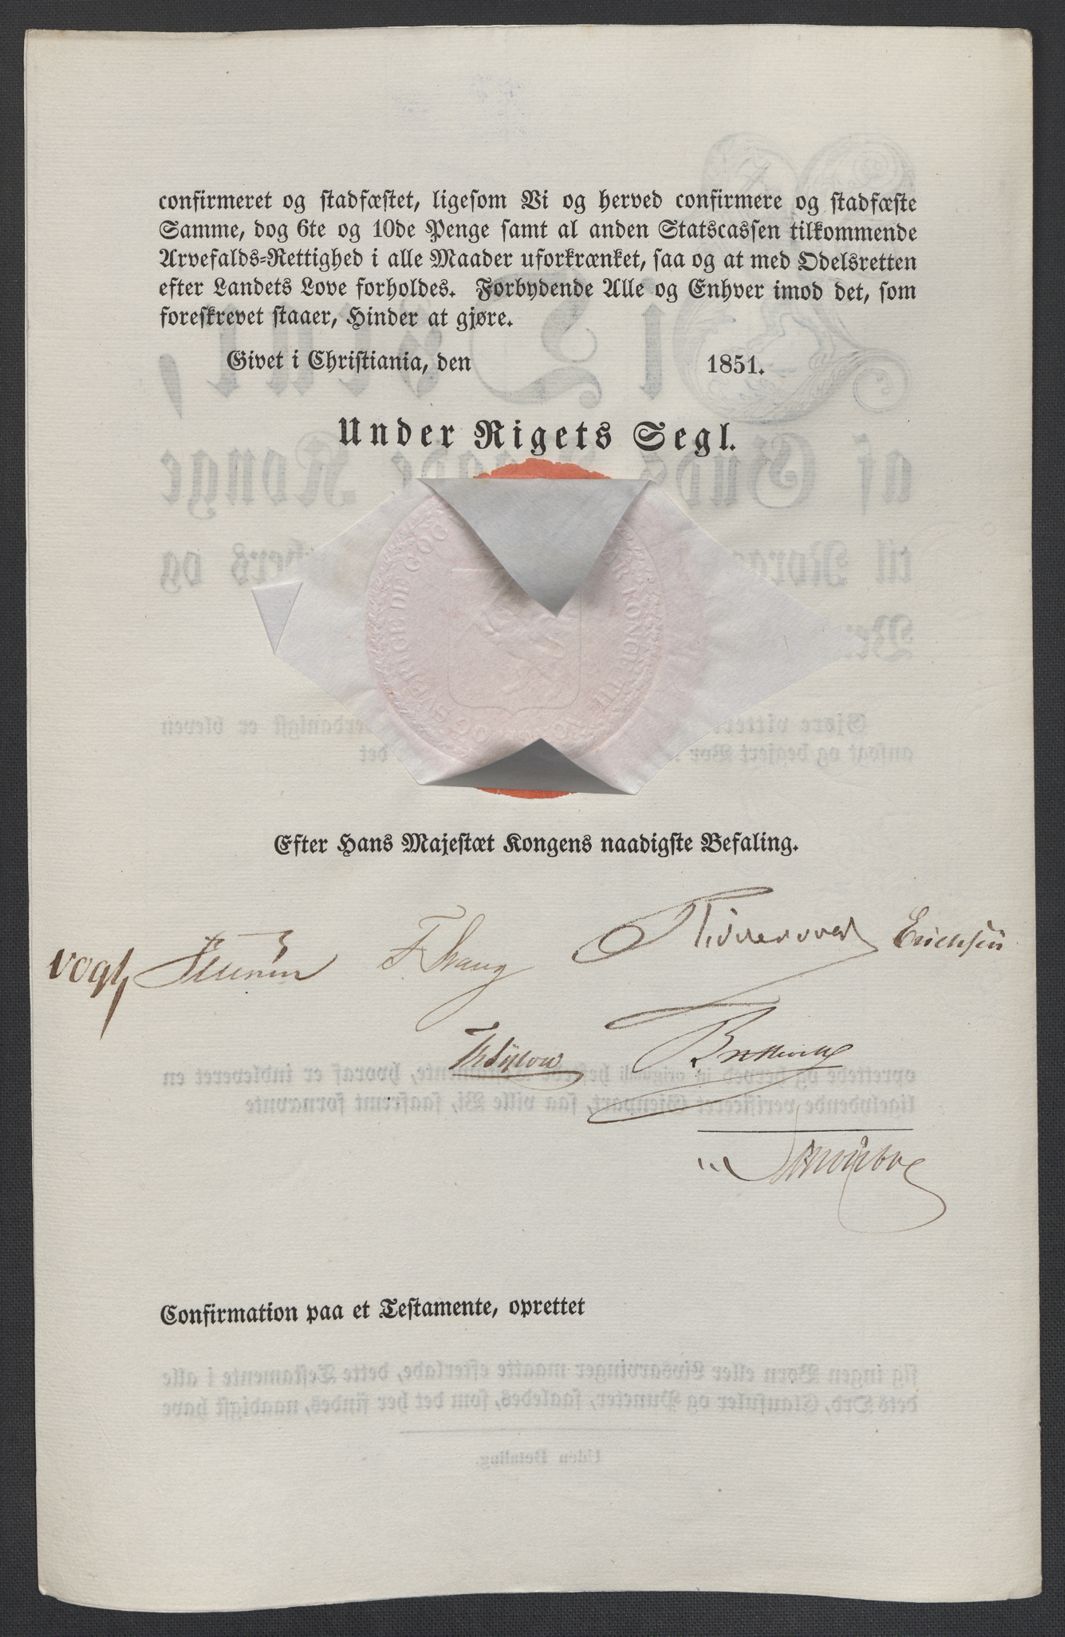 confirmeret og stadfæstet, ligesom Vi og herved confirmere og stadfæste
Samme, dog 6te og 10de Penge samt al anden Statscassen tilkommende
Arvefalds-Rettighed i alle Maader uforkrænket, saa og at med Odelsretten
efter Landets Love forholdes. Forbydende Alle og Enhver imod det, som
foreskrevet staaer, Hinder at gjøre.
Givet i Christiania, den 1851.
Under Rigets Segl.
Efter Hans Majestæt Kongens naadigste Befaling.
Vogt F. Stang Erichsen
Confirmation paa et Testamente, oprettet